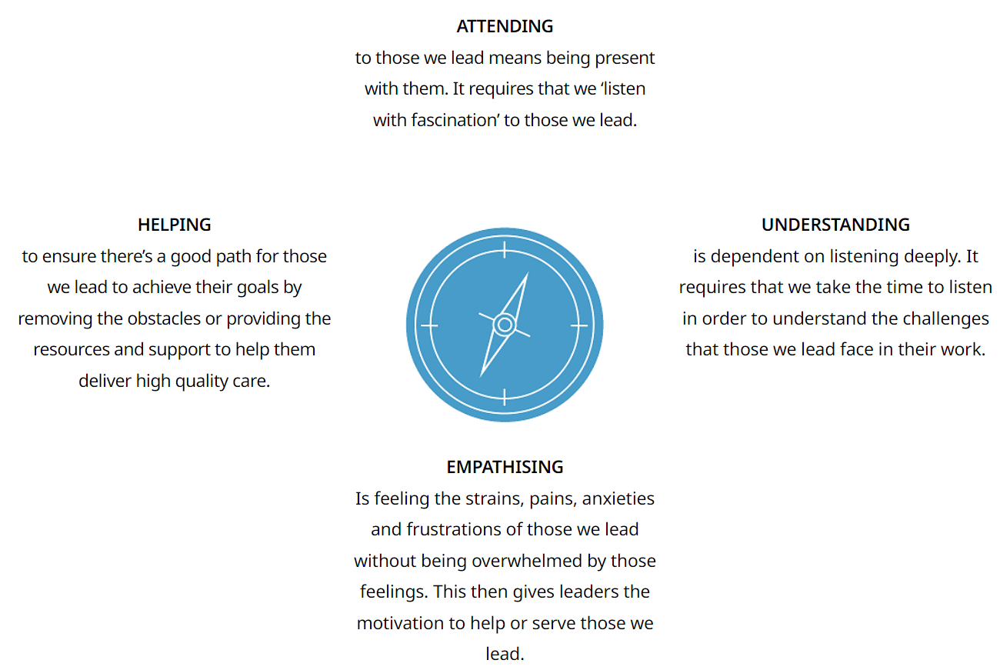 ATTENDING
to those we lead means being present
with them. It requires that we ‘listen
with fascination’ to those we lead.
HELPING
to ensure there’s a good path for those
we lead to achieve their goals by
removing the obstacles or providing the
resources and support to help them
deliver high quality care.
UNDERSTANDING
is dependent on listening deeply. It
requires that we take the time to listen
in order to understand the challenges
that those we lead face in their work.
EMPATHISING
Is feeling the strains, pains, anxieties
and frustrations of those we lead
without being overwhelmed by those
feelings. This then gives leaders the
motivation to help or serve those we
lead.